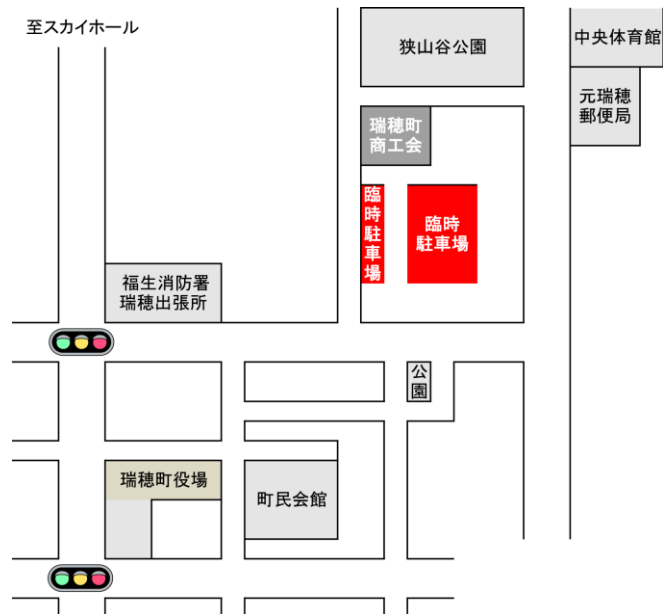 至スカイホール
狭山谷公園
中央体育館
元瑞穂
郵便局
瑞穂町
商工会
臨時駐車場
臨時
駐車場
福生消防署
瑞穂出張所
公園
瑞穂町役場
町民会館